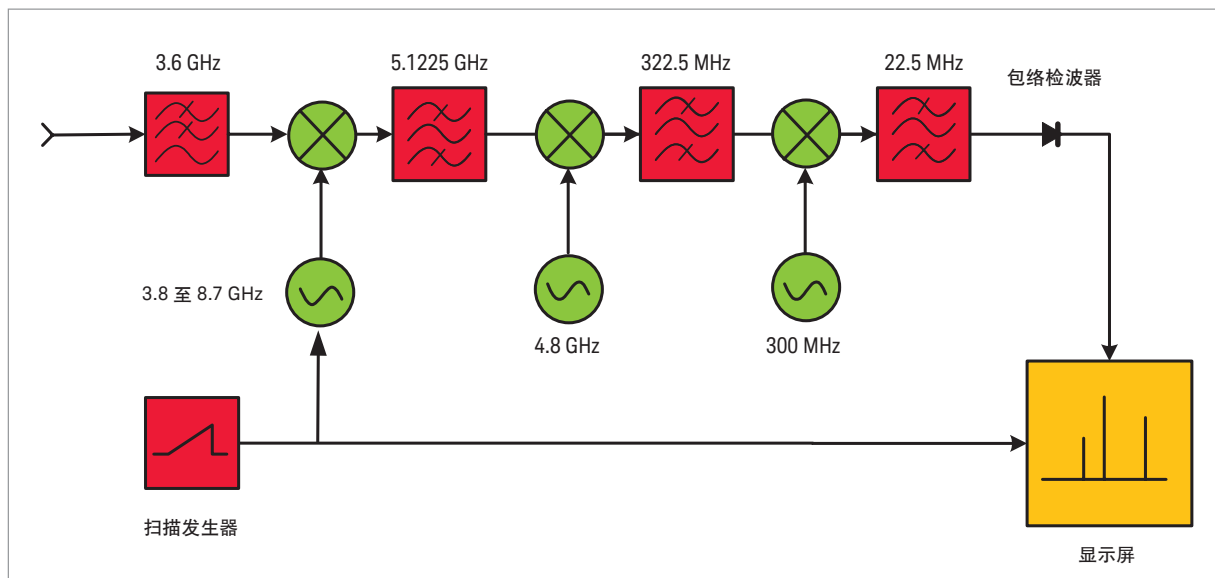 3.6 GHz
5.1225 GHz
322.5 MHz
22.5 MHz
包络检波器
3.8 至 8.7 GHz
4.8 GHz
300 MHz
扫描发生器
显示屏